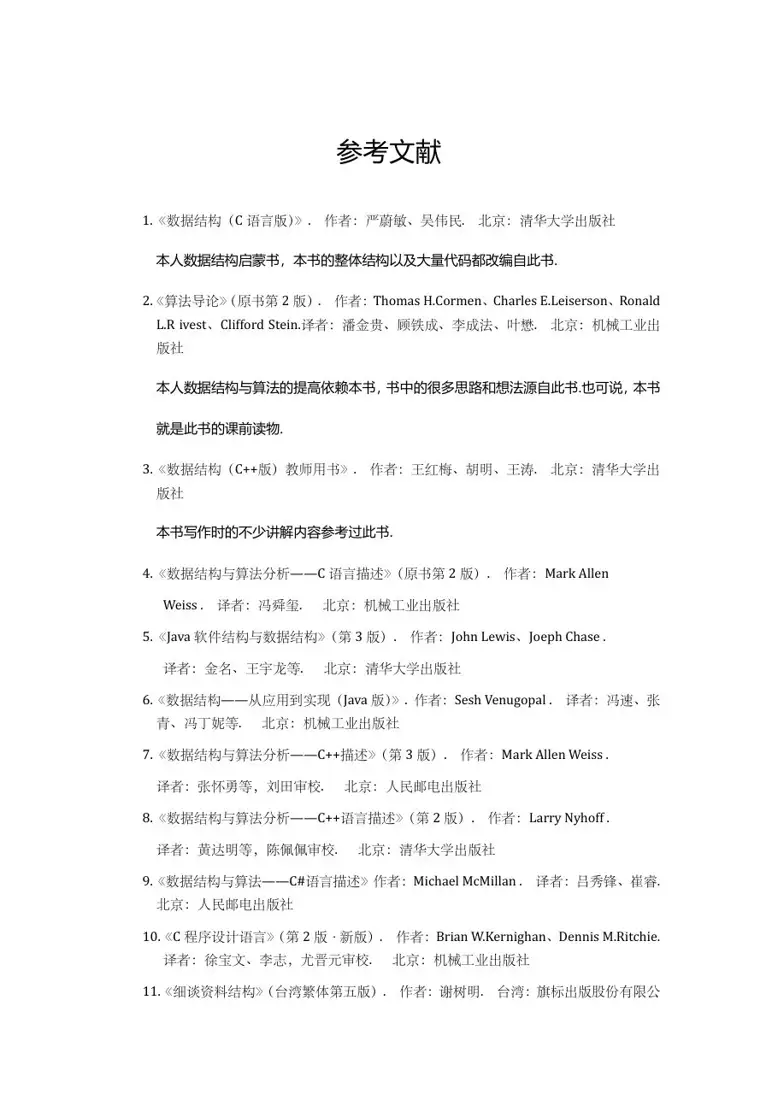 参考文献
1.《数据结构（C 语言版）》. 作者：严蔚敏、吴伟民. 北京：清华大学出版社
本人数据结构启蒙书，本书的整体结构以及大量代码都改编自此书.
2.《算法导论》（原书第 2 版）. 作者：Thomas H.Cormen、Charles E.Leiserson、Ronald
L.R ivest、Clifford Stein.译者：潘金贵、顾铁成、李成法、叶懋. 北京：机械工业出
版社
本人数据结构与算法的提高依赖本书，书中的很多思路和想法源自此书.也可说，本书
就是此书的课前读物.
3.《数据结构（C++版）教师用书》. 作者：王红梅、胡明、王涛. 北京：清华大学出
版社
本书写作时的不少讲解内容参考过此书.
4.《数据结构与算法分析——C 语言描述》（原书第 2 版）. 作者：Mark Allen
Weiss . 译者：冯舜玺. 北京：机械工业出版社
5.《Java 软件结构与数据结构》（第 3 版）. 作者：John Lewis、Joeph Chase .
译者：金名、王宇龙等. 北京：清华大学出版社
6.《数据结构——从应用到实现（Java 版）》. 作者：Sesh Venugopal . 译者：冯速、张
青、冯丁妮等. 北京：机械工业出版社
7.《数据结构与算法分析——C++描述》（第 3 版）. 作者：Mark Allen Weiss .
译者：张怀勇等，刘田审校. 北京：人民邮电出版社
8.《数据结构与算法分析——C++语言描述》（第 2 版）. 作者：Larry Nyhoff .
译者：黄达明等，陈佩佩审校. 北京：清华大学出版社
9.《数据结构与算法——C#语言描述》作者：Michael McMillan . 译者：吕秀锋、崔睿.
北京：人民邮电出版社
10.《C 程序设计语言》（第 2 版·新版）. 作者：Brian W.Kernighan、Dennis M.Ritchie.
译者：徐宝文、李志，尤晋元审校. 北京：机械工业出版社
11.《细谈资料结构》（台湾繁体第五版）. 作者：谢树明. 台湾：旗标出版股份有限公